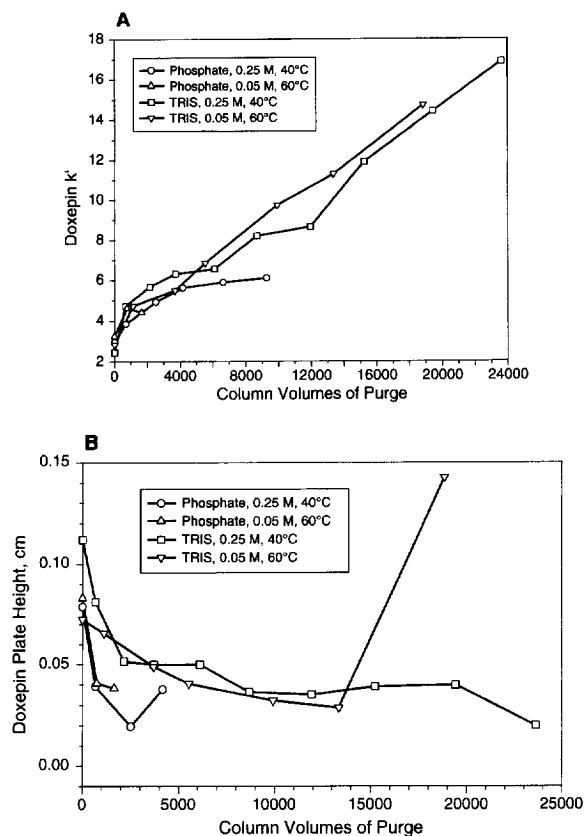 A
18
16
14
12
10
8
6
4
2
Doxepin k'
Phosphate, 0.25 M, 40°C
Phosphate, 0.05 M, 60°C
TRIS, 0.25 M, 40°C
TRIS, 0.05 M, 60°C
0 4000 8000 12000 16000 20000 24000
Column Volumes of Purge
B
0.15
0.10
0.05
0.00
Doxepin Plate Height, cm
Phosphate, 0.25 M, 40°C
Phosphate, 0.05 M, 60°C
TRIS, 0.25 M, 40°C
TRIS, 0.05 M, 60°C
0 5000 10000 15000 20000 25000
Column Volumes of Purge